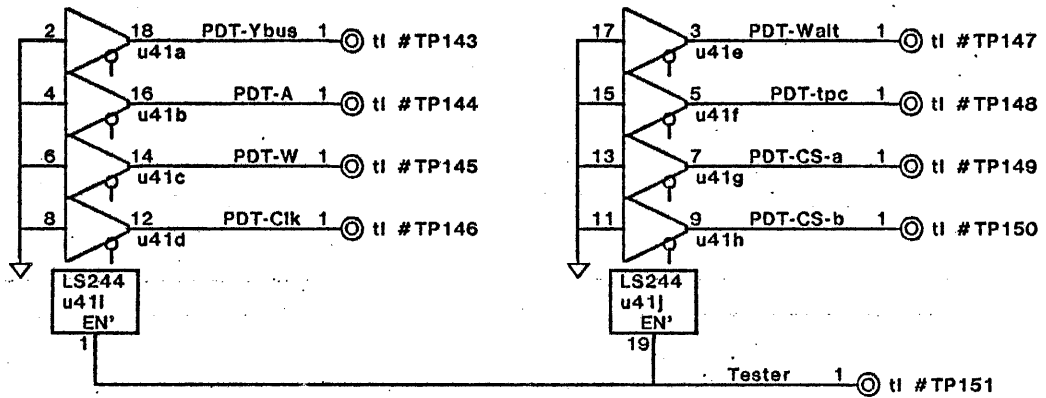 2 18 PDT-Ybus 1 tl #TP143
u41a
4 16 PDT-A 1 tl #TP144
u41b
6 14 PDT-W 1 tl #TP145
u41c
8 12 PDT-Clk 1 tl #TP146
u41d
LS244
u41i
EN'
1
17 3 PDT-Walt 1 tl #TP147
u41e
15 5 PDT-tpc 1 tl #TP148
u41f
13 7 PDT-CS-a 1 tl #TP149
u41g
11 9 PDT-CS-b 1 tl #TP150
u41h
LS244
u41j
EN'
19
Tester 1 tl #TP151